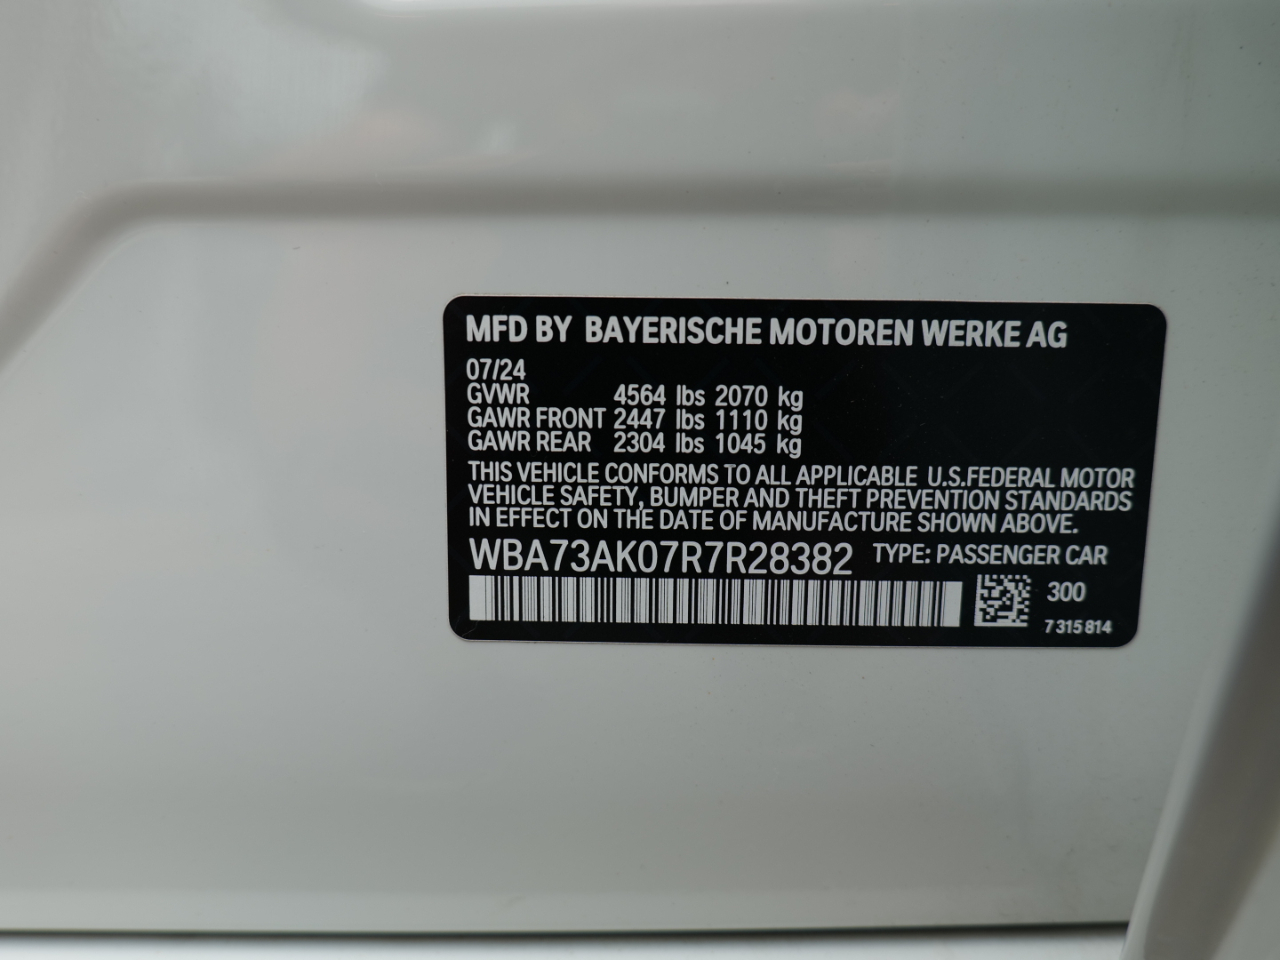 MFD BY BAYERISCHE MOTOREN WERKE AG
07/24
GVWR 4564 lbs 2070 kg
GAWR FRONT 2447 lbs 1110 kg
GAWR REAR 2304 lbs 1045 kg
THIS VEHICLE CONFORMS TO ALL APPLICABLE U.S.FEDERAL MOTOR
VEHICLE SAFETY, BUMPER AND THEFT PREVENTION STANDARDS
IN EFFECT ON THE DATE OF MANUFACTURE SHOWN ABOVE.
WBA73AK07R7R28382 TYPE: PASSENGER CAR
300
7 315 814